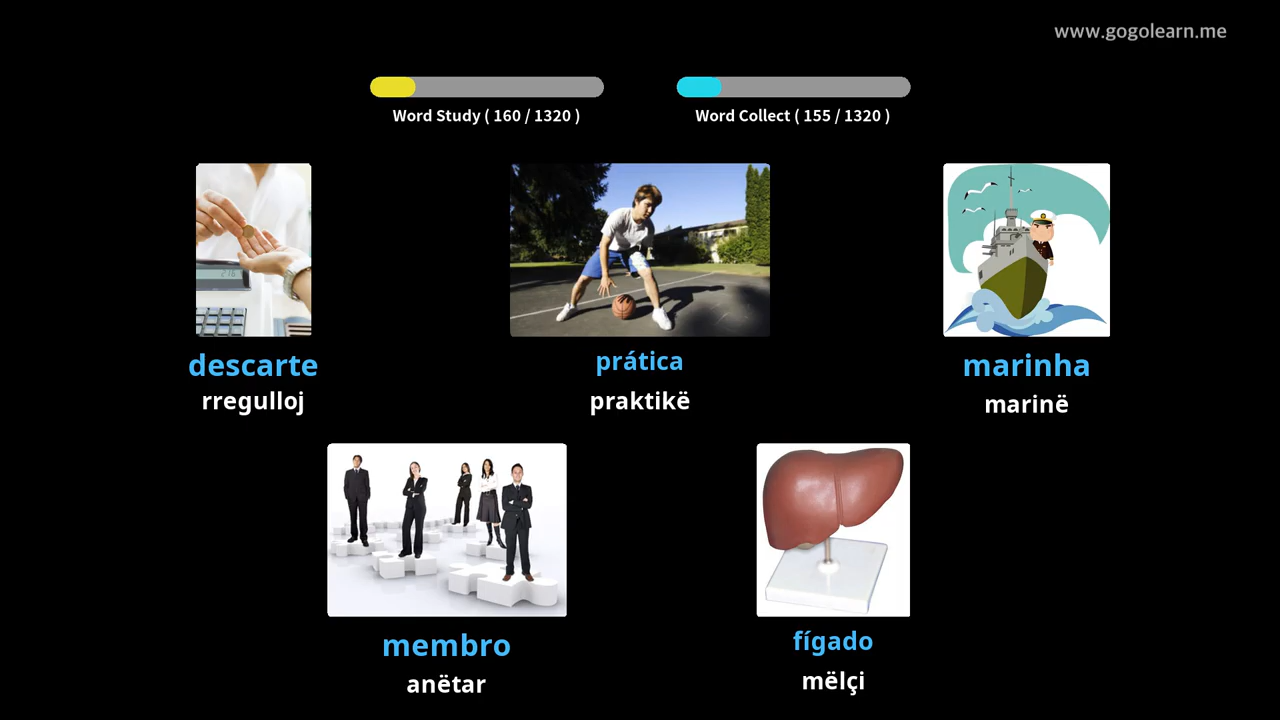 www.gogolearn.me
Word Study ( 160 / 1320 )
Word Collect ( 155 / 1320 )
descarte
rregulloj
prática
praktikë
marinha
marinë
membro
anëtar
fígado
mëlçi